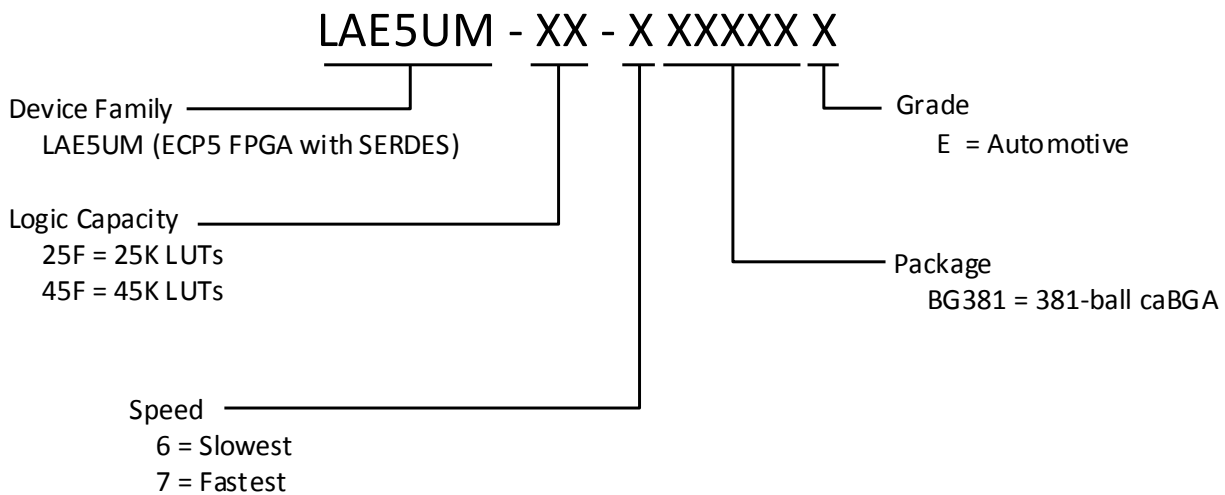 LAE5UM - XX - X XXXXX X
Device Family
LAE5UM (ECP5 FPGA with SERDES)
Logic Capacity
25F = 25K LUTs
45F = 45K LUTs
Speed
6 = Slowest
7 = Fastest
Grade
E = Automotive
Package
BG381 = 381-ball caBGA